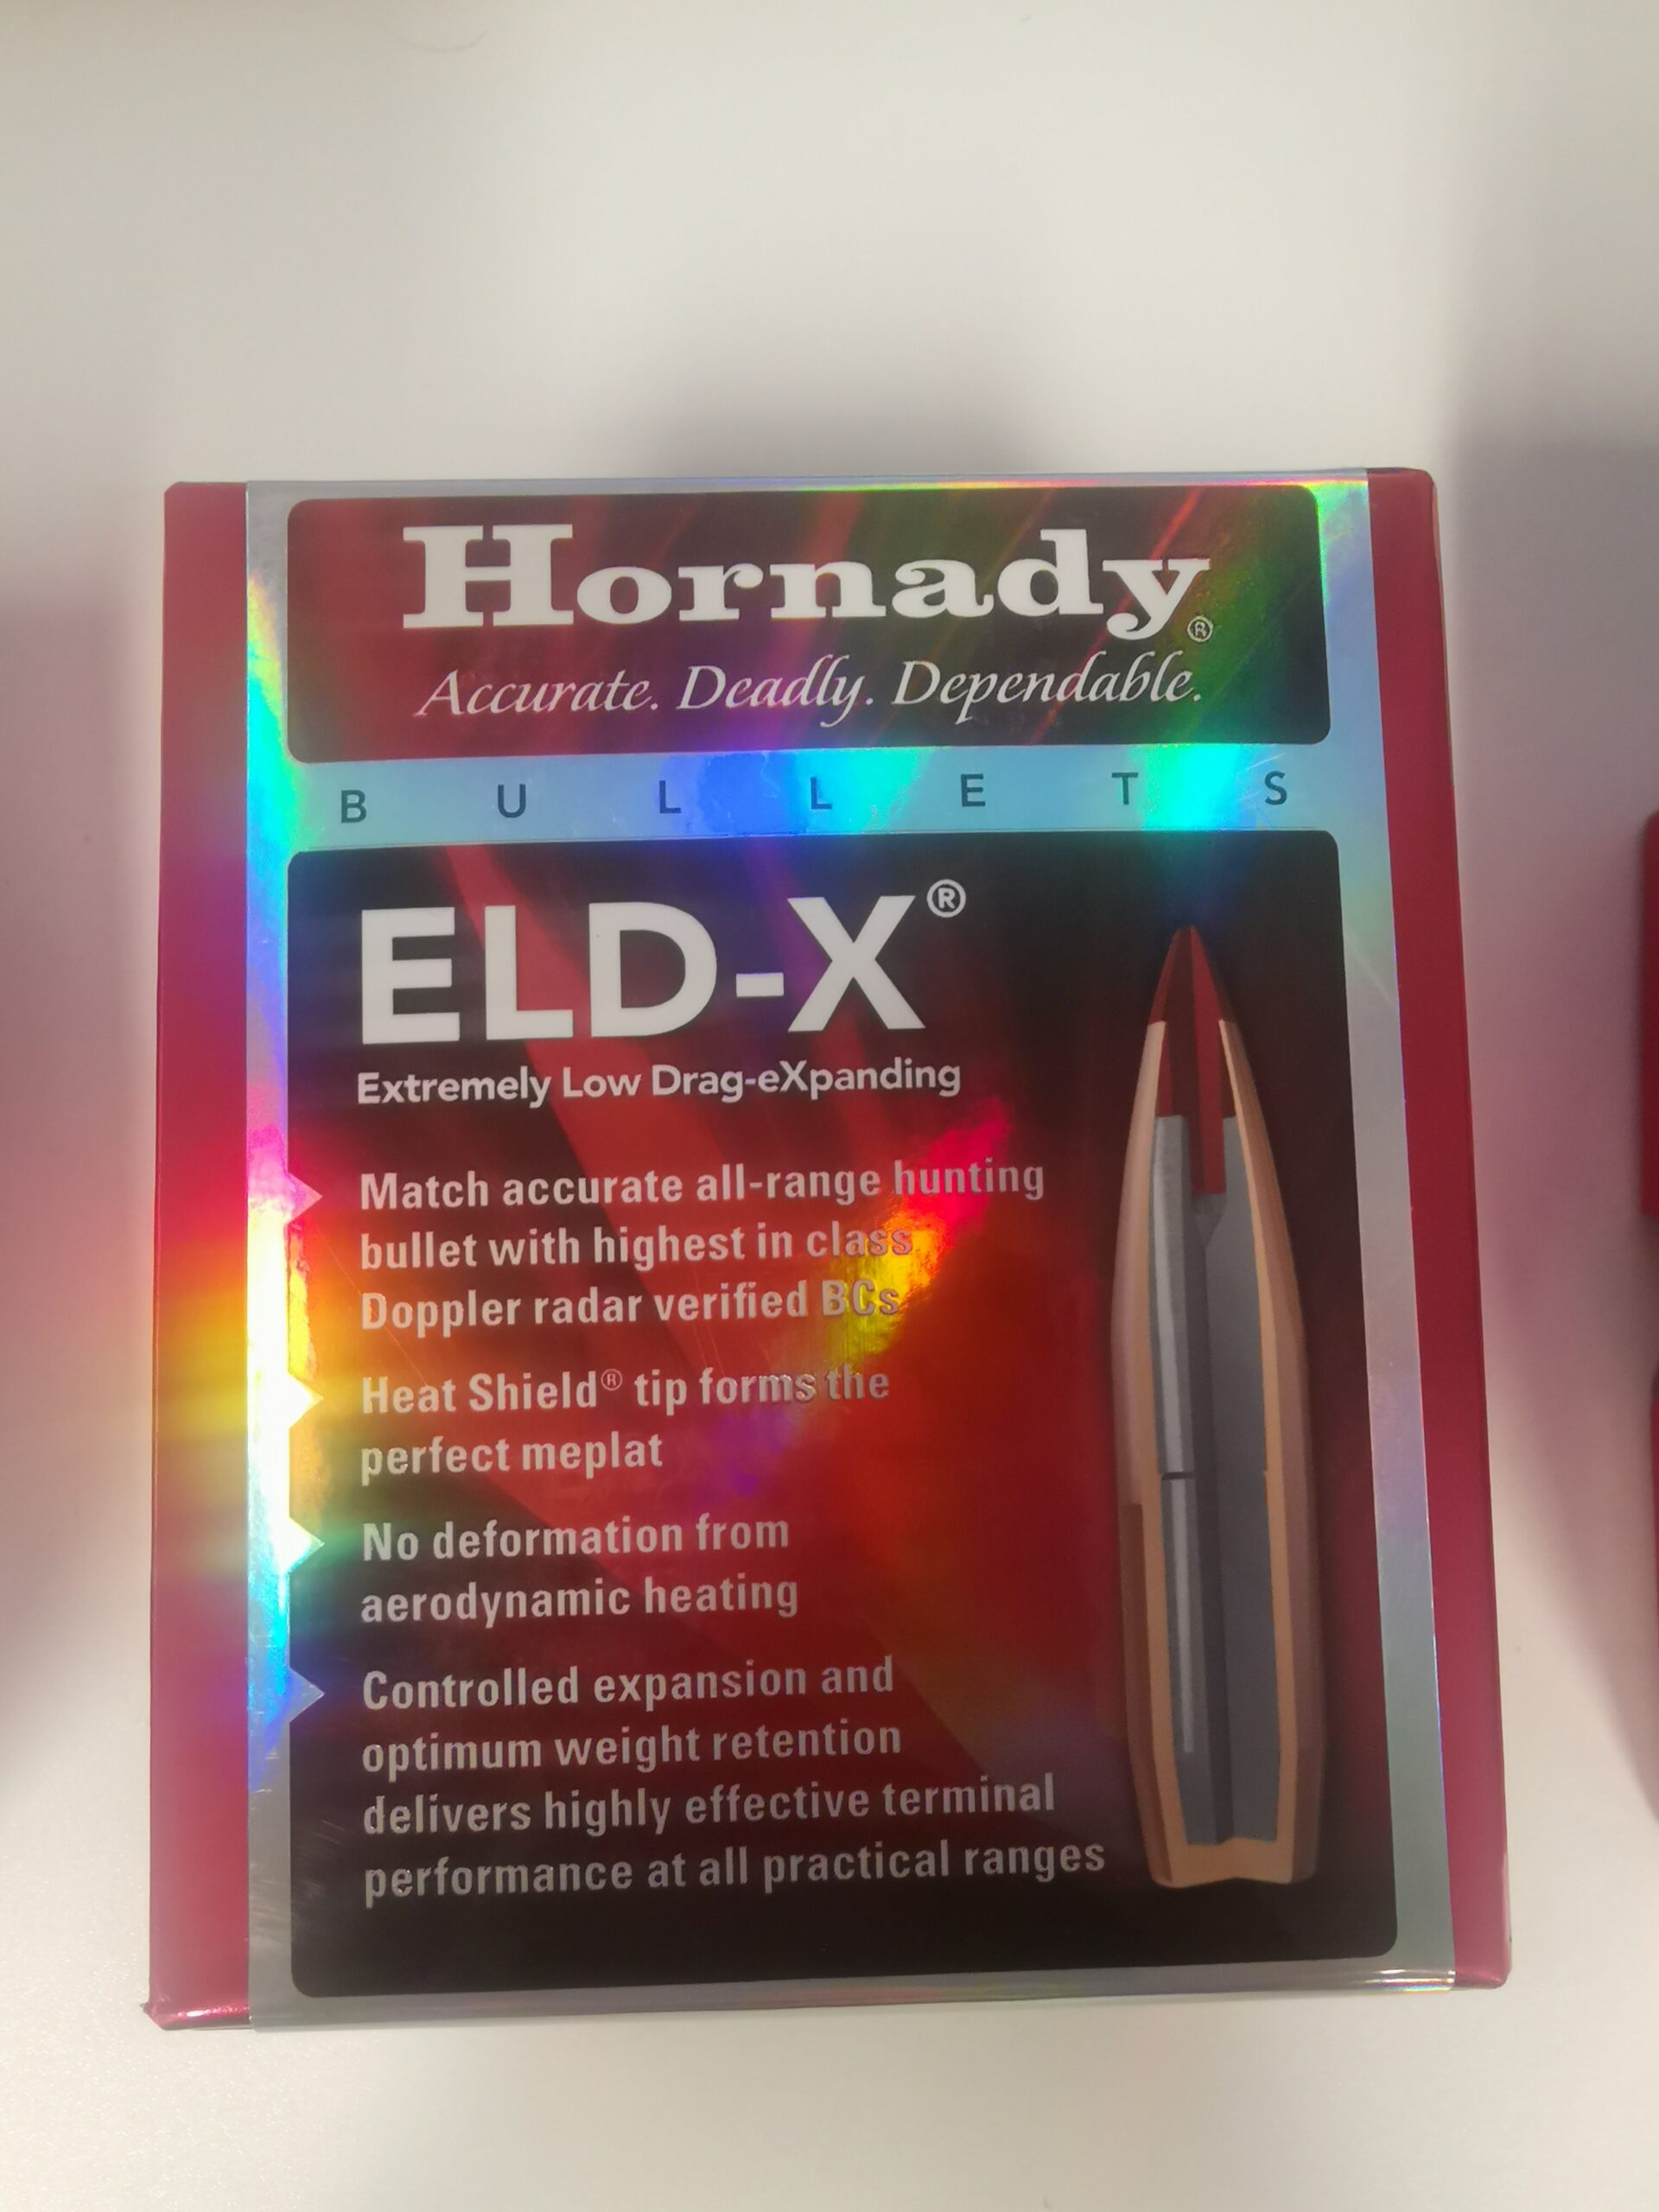 Hornady®
Accurate. Deadly. Dependable.
BULLETS
ELD-X®
Extremely Low Drag-eXpanding
Match accurate all-range hunting
bullet with highest in class
Doppler radar verified BCs
Heat Shield® tip forms the
perfect meplat
No deformation from
aerodynamic heating
Controlled expansion and
optimum weight retention
delivers highly effective terminal
performance at all practical ranges